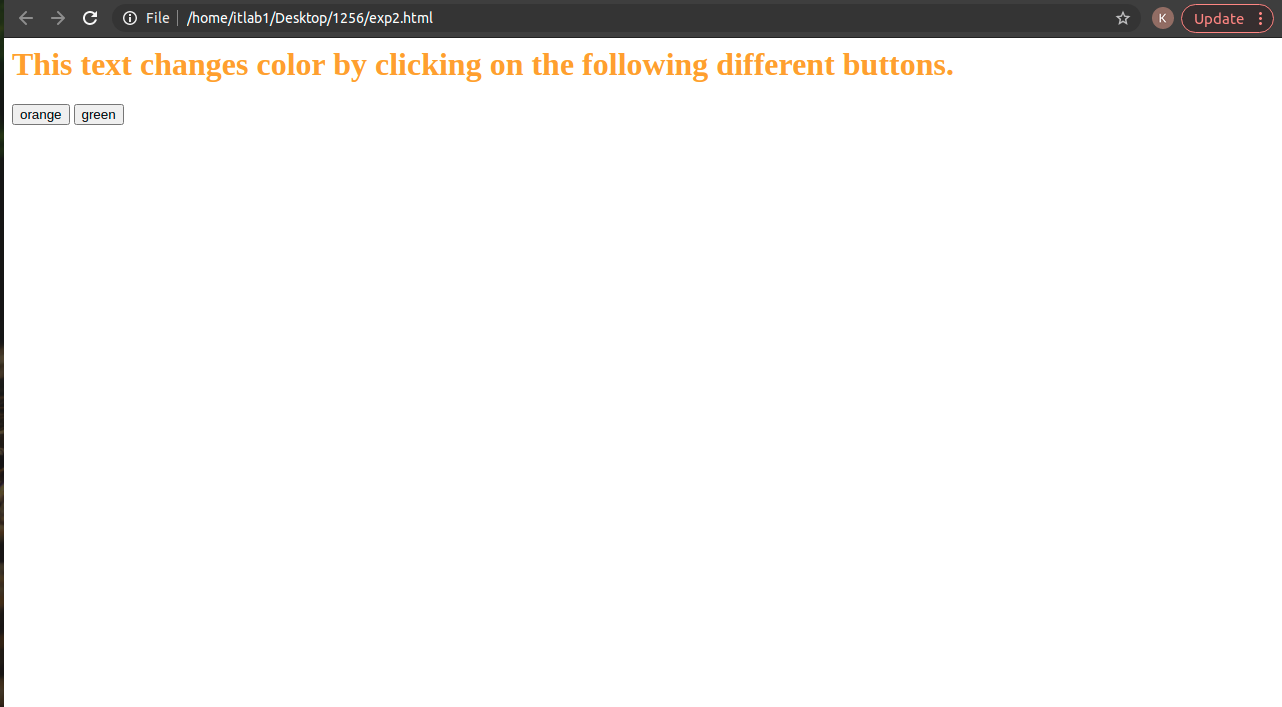 File /home/itlab1/Desktop/1256/exp2.html K Update
This text changes color by clicking on the following different buttons.
orange green